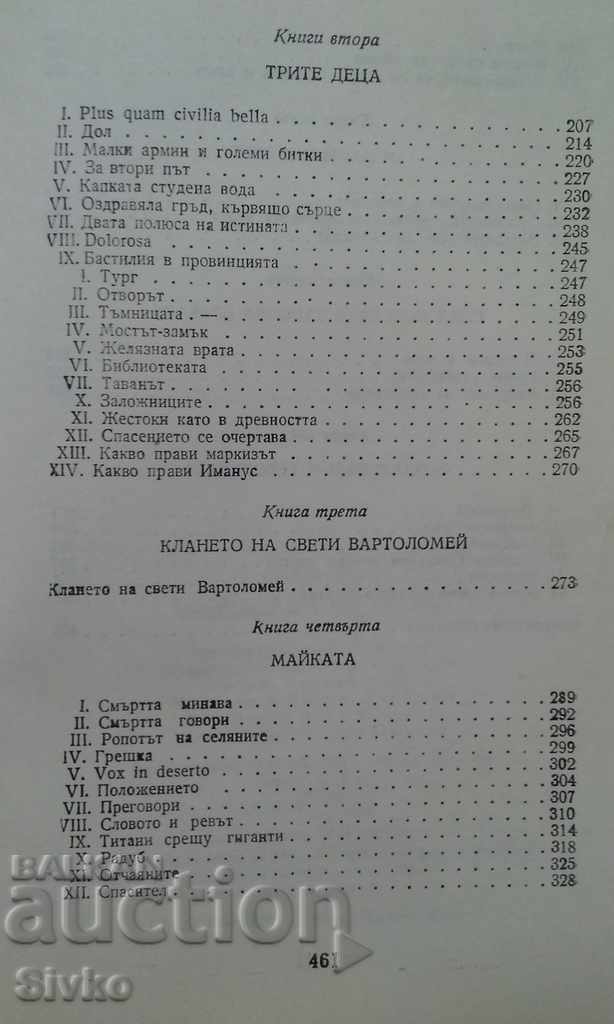 Книги втора
ТРИТЕ ДЕЦА
I. Plus quam civilia bella . . . . . . . . . . . . . . . 207
II. Дол . . . . . . . . . . . . . . . 214
III. Малки армии и големи битки . . . . . . . . . . . . . . . 220
IV. За втори път . . . . . . . . . . . . . . . 227
V. Капката студена вода . . . . . . . . . . . . . . . 230
VI. Оздравяла гръд, кървящо сърце . . . . . . . . . . . . . . . 232
VII. Двата полюса на истината . . . . . . . . . . . . . . . 238
VIII. Dolorosa . . . . . . . . . . . . . . . 245
IX. Бастилия в провинцията . . . . . . . . . . . . . . . 247
I. Тург . . . . . . . . . . . . . . . 247
II. Отворът . . . . . . . . . . . . . . . 248
III. Тъмницата . — . . . . . . . . . . . . . . . 249
IV. Мостът-замък . . . . . . . . . . . . . . . 251
V. Желязната врата . . . . . . . . . . . . . . . 253
VI. Библиотеката . . . . . . . . . . . . . . . 255
VII. Таванът . . . . . . . . . . . . . . . 256
X. Заложниците . . . . . . . . . . . . . . . 256
XI. Жестоки като в древността . . . . . . . . . . . . . . . 262
XII. Спасението се очертава . . . . . . . . . . . . . . . 265
XIII. Какво прави маркизът . . . . . . . . . . . . . . . 267
XIV. Какво прави Иманус . . . . . . . . . . . . . . . 270
Книга трета
КЛАНЕТО НА СВЕТИ ВАРТОЛОМЕЙ
Клането на свети Вартоломей . . . . . . . . . . . . . . . 273
Книга четвърта
МАЙКАТА
I. Смъртта минава . . . . . . . . . . . . . . . 289
II. Смъртта говори . . . . . . . . . . . . . . . 292
III. Ропотът на селяните . . . . . . . . . . . . . . . 296
IV. Грешка . . . . . . . . . . . . . . . 299
V. Vox in deserto . . . . . . . . . . . . . . . 302
VI. Положението . . . . . . . . . . . . . . . 304
VII. Преговори . . . . . . . . . . . . . . . 307
VIII. Словото и ревът . . . . . . . . . . . . . . . 310
IX. Титани срещу гиганти . . . . . . . . . . . . . . . 314
X. Радуб . . . . . . . . . . . . . . . 318
XI. Отчаяните . . . . . . . . . . . . . . . 325
XII. Спасител . . . . . . . . . . . . . . . 328
BALKAN
auction
461
Sivko